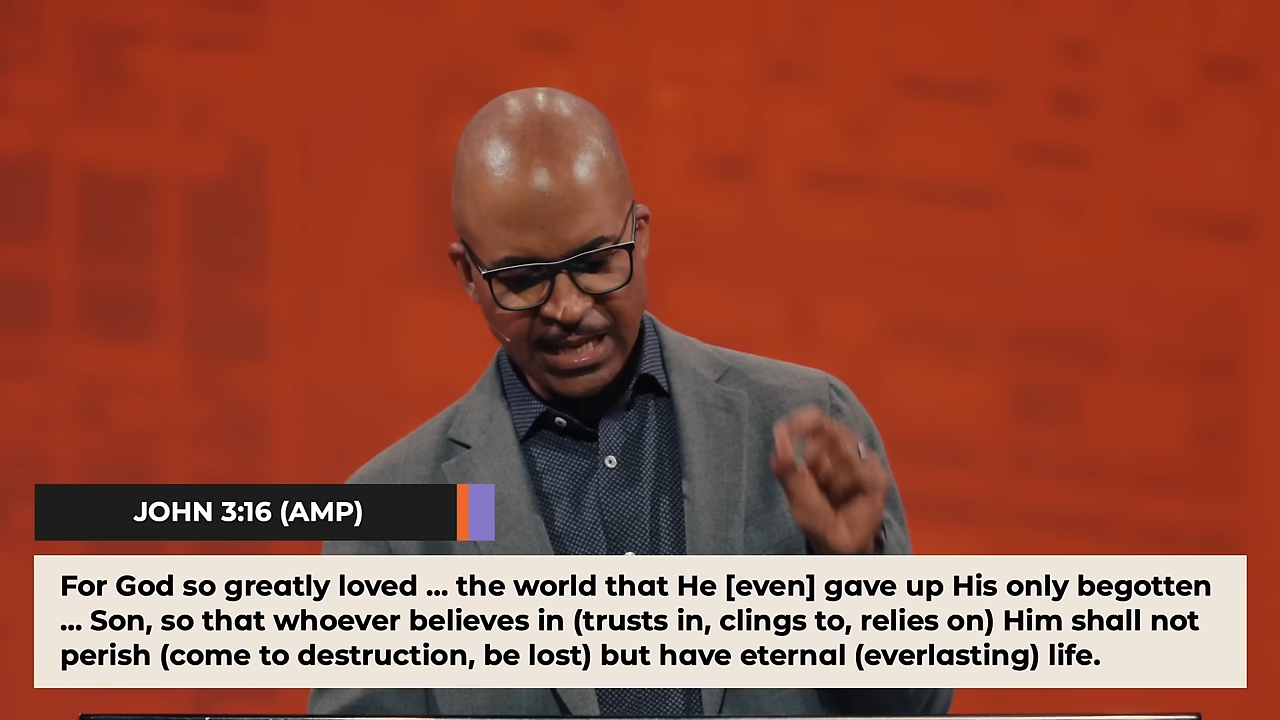 JOHN 3:16 (AMP)
For God so greatly loved ... the world that He [even] gave up His only begotten
... Son, so that whoever believes in (trusts in, clings to, relies on) Him shall not
perish (come to destruction, be lost) but have eternal (everlasting) life.